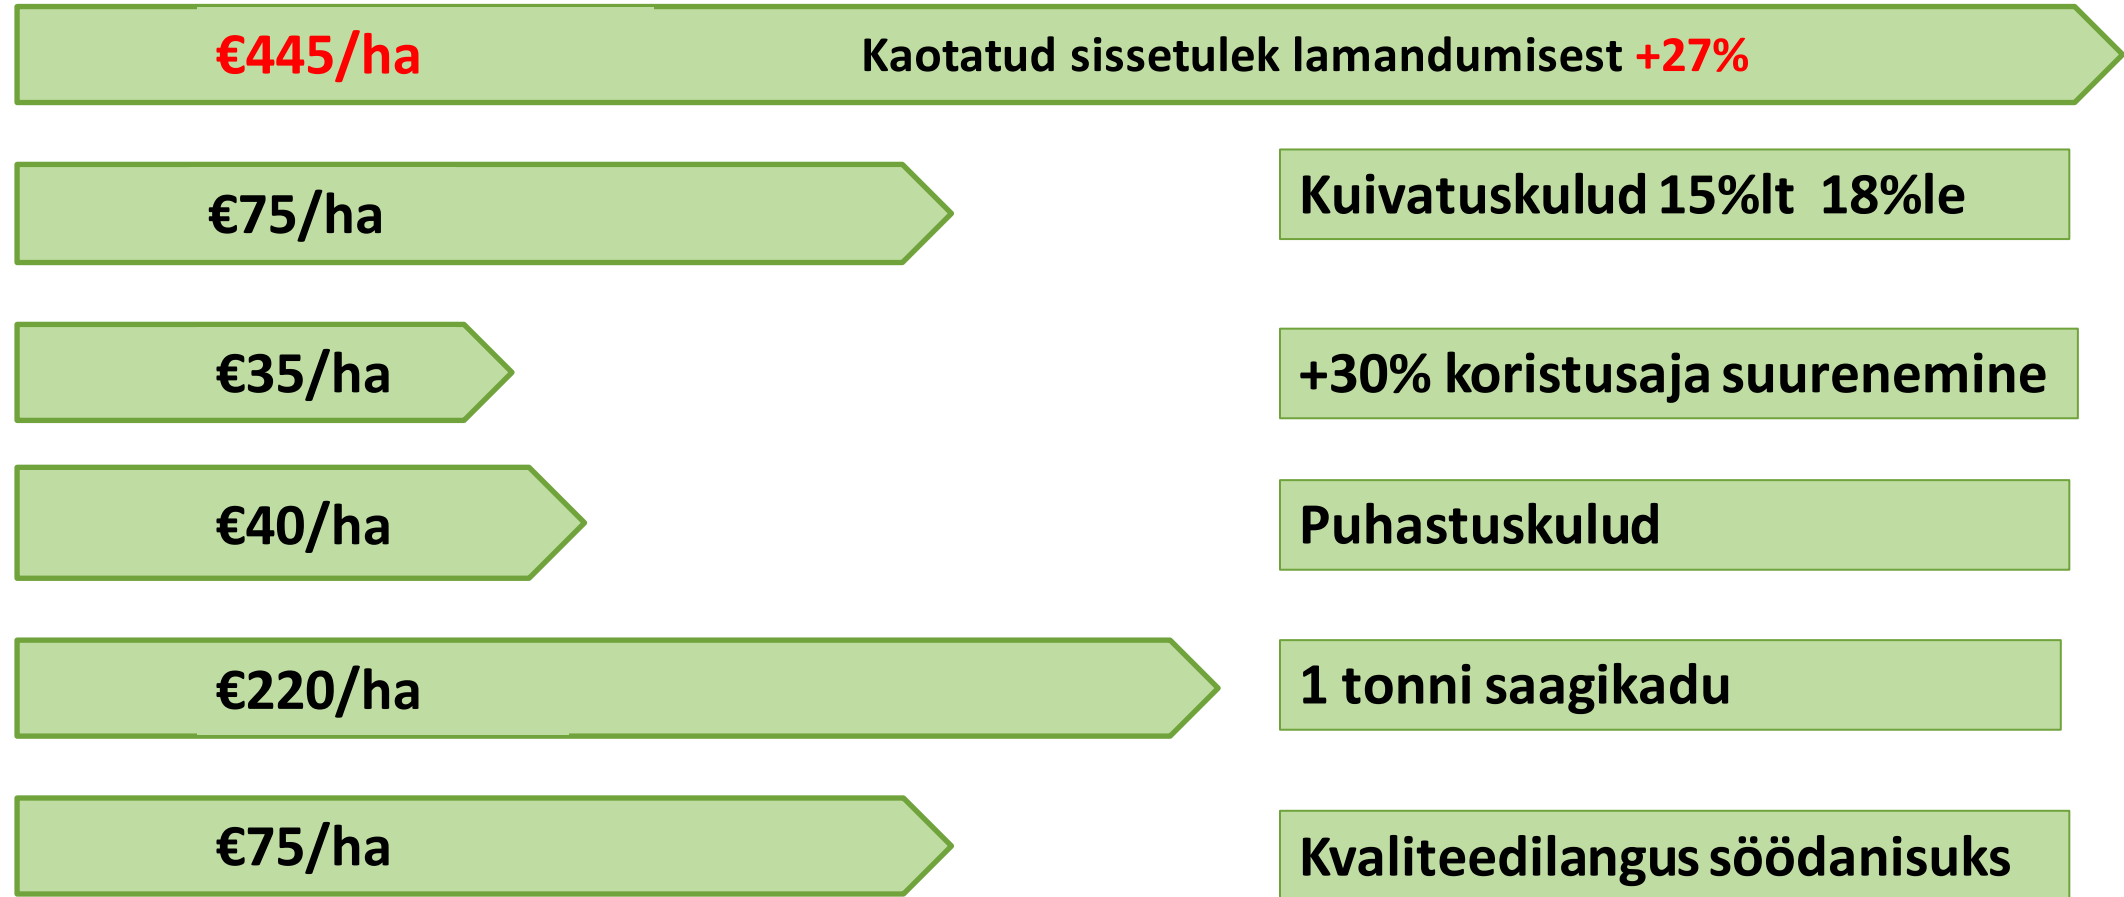 €445/ha Kaotatud sissetulek lamandumisest +27%
€75/ha Kuivatuskulud 15%lt 18%le
€35/ha +30% koristusaja suurenemine
€40/ha Puhastuskulud
€220/ha 1 tonni saagikadu
€75/ha Kvaliteedilangus söödanisuks